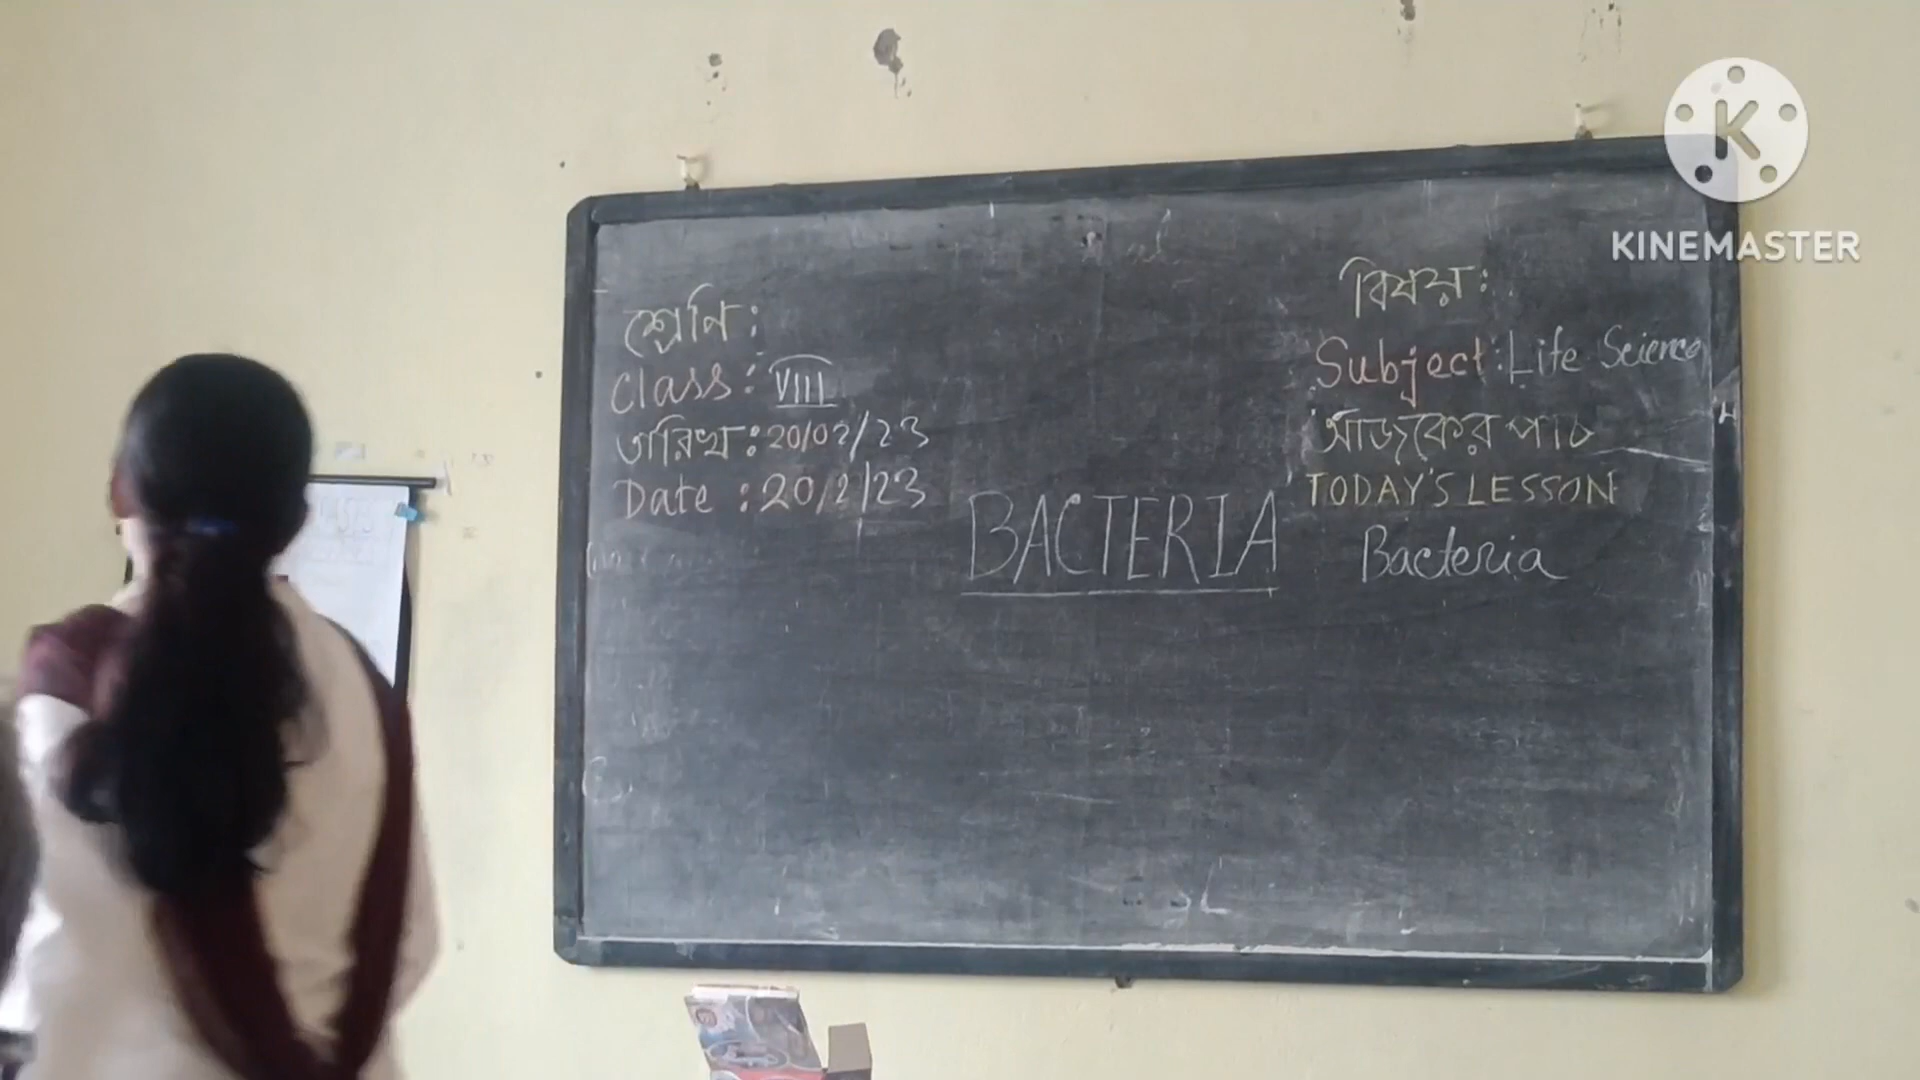 শ্রেণি:
Class: VIII
তারিখ: 20/02/23
Date : 20/2/23
BACTERIA
বিষয়:
Subject: Life Science
আজকের পাঠ
TODAY'S LESSON
Bacteria
K
KINEMASTER